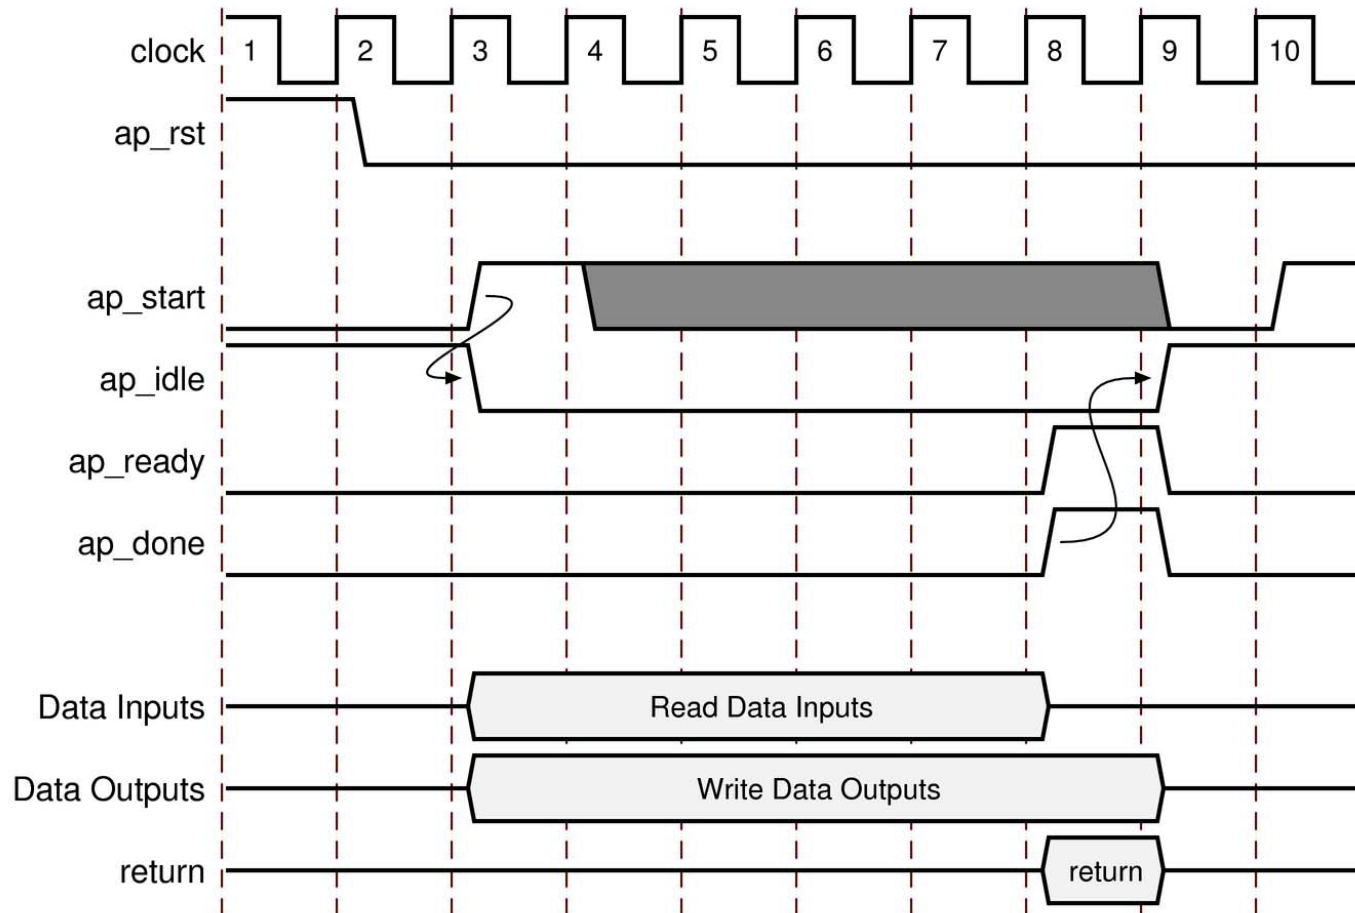 clock 1 2 3 4 5 6 7 8 9 10
ap_rst
ap_start
ap_idle
ap_ready
ap_done
Data Inputs Read Data Inputs
Data Outputs Write Data Outputs
return return